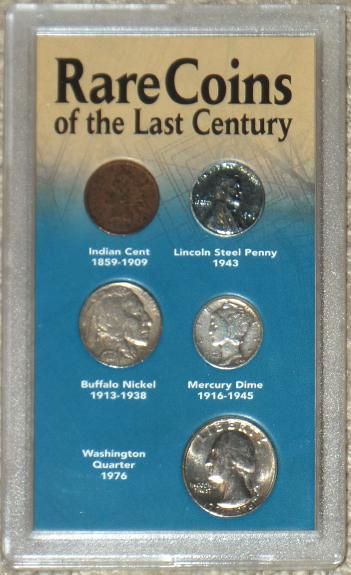 Rare Coins
of the Last Century
Indian Cent
1859-1909
Lincoln Steel Penny
1943
Buffalo Nickel
1913-1938
Mercury Dime
1916-1945
Washington
Quarter
1976
LIBERTY